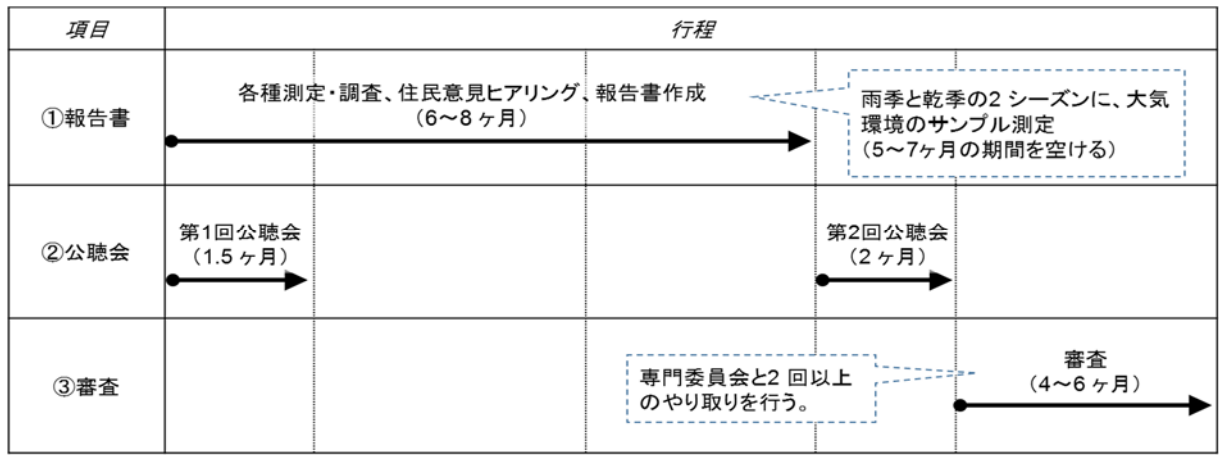 項目
行程
①報告書
各種測定・調査、住民意見ヒアリング、報告書作成
（6～8 ヶ月）
雨季と乾季の2 シーズンに、大気
環境のサンプル測定
（5～7ヶ月の期間を空ける）
②公聴会
第1回公聴会
（1.5 ヶ月）
第2回公聴会
（2 ヶ月）
③審査
専門委員会と2 回以上
のやり取りを行う。
審査
（4～6 ヶ月）